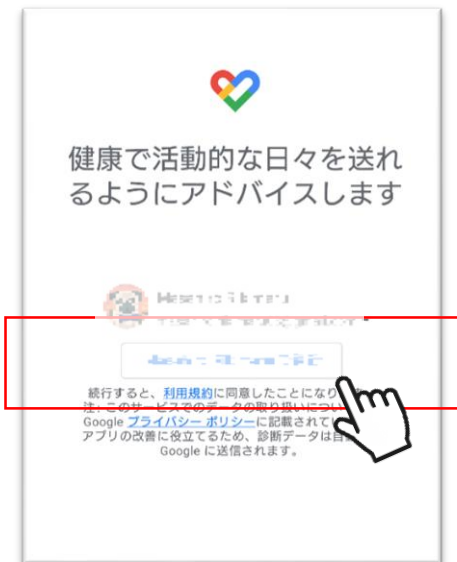 健康で活動的な日々を送れ
るようにアドバイスします
続行すると、利用規約に同意したことになり
注: このサービスでのデータの取り扱いについ
Google プライバシー ポリシーに記載されてい
アプリの改善に役立てるため、診断データは自
Google に送信されます。